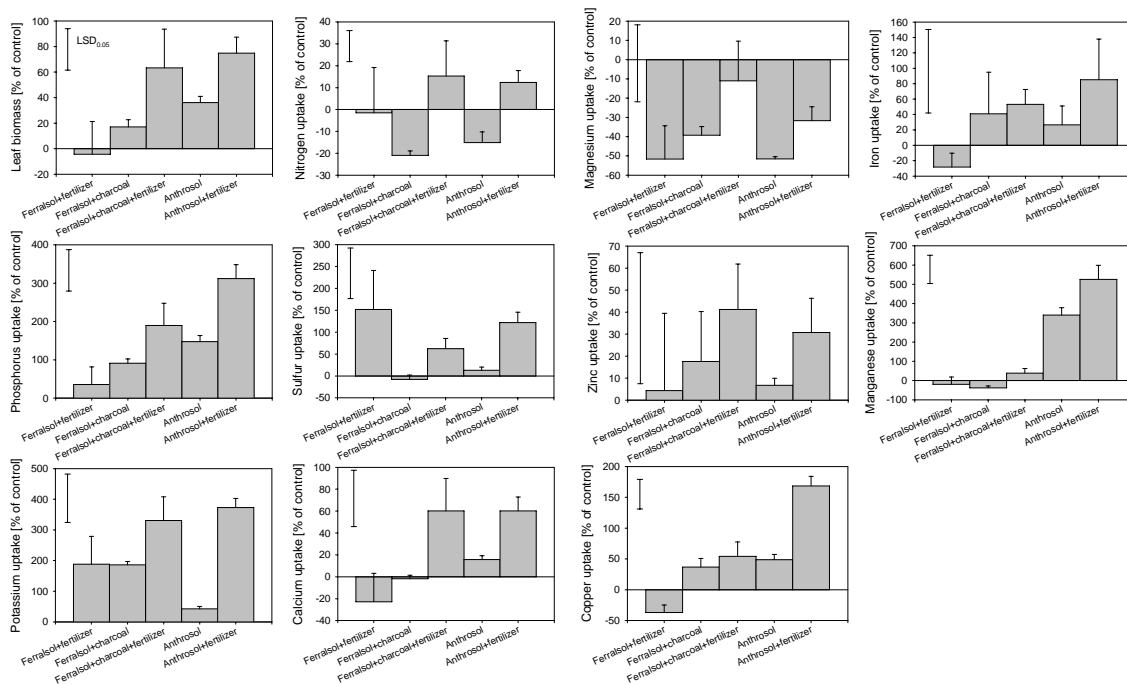 Leaf biomass [% of control]
100
80
60
40
20
0
-20
LSD0.05
Ferralsol+fertilizer
Ferralsol+charcoal
Ferralsol+charcoal+fertilizer
Anthrosol
Anthrosol+fertilizer
Nitrogen uptake [% of control]
40
30
20
10
0
-10
-20
-30
Ferralsol+fertilizer
Ferralsol+charcoal
Ferralsol+charcoal+fertilizer
Anthrosol
Anthrosol+fertilizer
Magnesium uptake [% of control]
20
10
0
-10
-20
-30
-40
-50
-60
Ferralsol+fertilizer
Ferralsol+charcoal
Ferralsol+charcoal+fertilizer
Anthrosol
Anthrosol+fertilizer
Iron uptake [% of control]
160
140
120
100
80
60
40
20
0
-20
-40
Ferralsol+fertilizer
Ferralsol+charcoal
Ferralsol+charcoal+fertilizer
Anthrosol
Anthrosol+fertilizer
Phosphorus uptake [% of control]
400
300
200
100
0
Ferralsol+fertilizer
Ferralsol+charcoal
Ferralsol+charcoal+fertilizer
Anthrosol
Anthrosol+fertilizer
Sulfur uptake [% of control]
300
250
200
150
100
50
0
-50
Ferralsol+fertilizer
Ferralsol+charcoal
Ferralsol+charcoal+fertilizer
Anthrosol
Anthrosol+fertilizer
Zinc uptake [% of control]
70
60
50
40
30
20
10
0
Ferralsol+fertilizer
Ferralsol+charcoal
Ferralsol+charcoal+fertilizer
Anthrosol
Anthrosol+fertilizer
Manganese uptake [% of control]
700
600
500
400
300
200
100
0
-100
Ferralsol+fertilizer
Ferralsol+charcoal
Ferralsol+charcoal+fertilizer
Anthrosol
Anthrosol+fertilizer
Potassium uptake [% of control]
500
400
300
200
100
0
Ferralsol+fertilizer
Ferralsol+charcoal
Ferralsol+charcoal+fertilizer
Anthrosol
Anthrosol+fertilizer
Calcium uptake [% of control]
100
80
60
40
20
0
-20
-40
Ferralsol+fertilizer
Ferralsol+charcoal
Ferralsol+charcoal+fertilizer
Anthrosol
Anthrosol+fertilizer
Copper uptake [% of control]
200
150
100
50
0
-50
Ferralsol+fertilizer
Ferralsol+charcoal
Ferralsol+charcoal+fertilizer
Anthrosol
Anthrosol+fertilizer